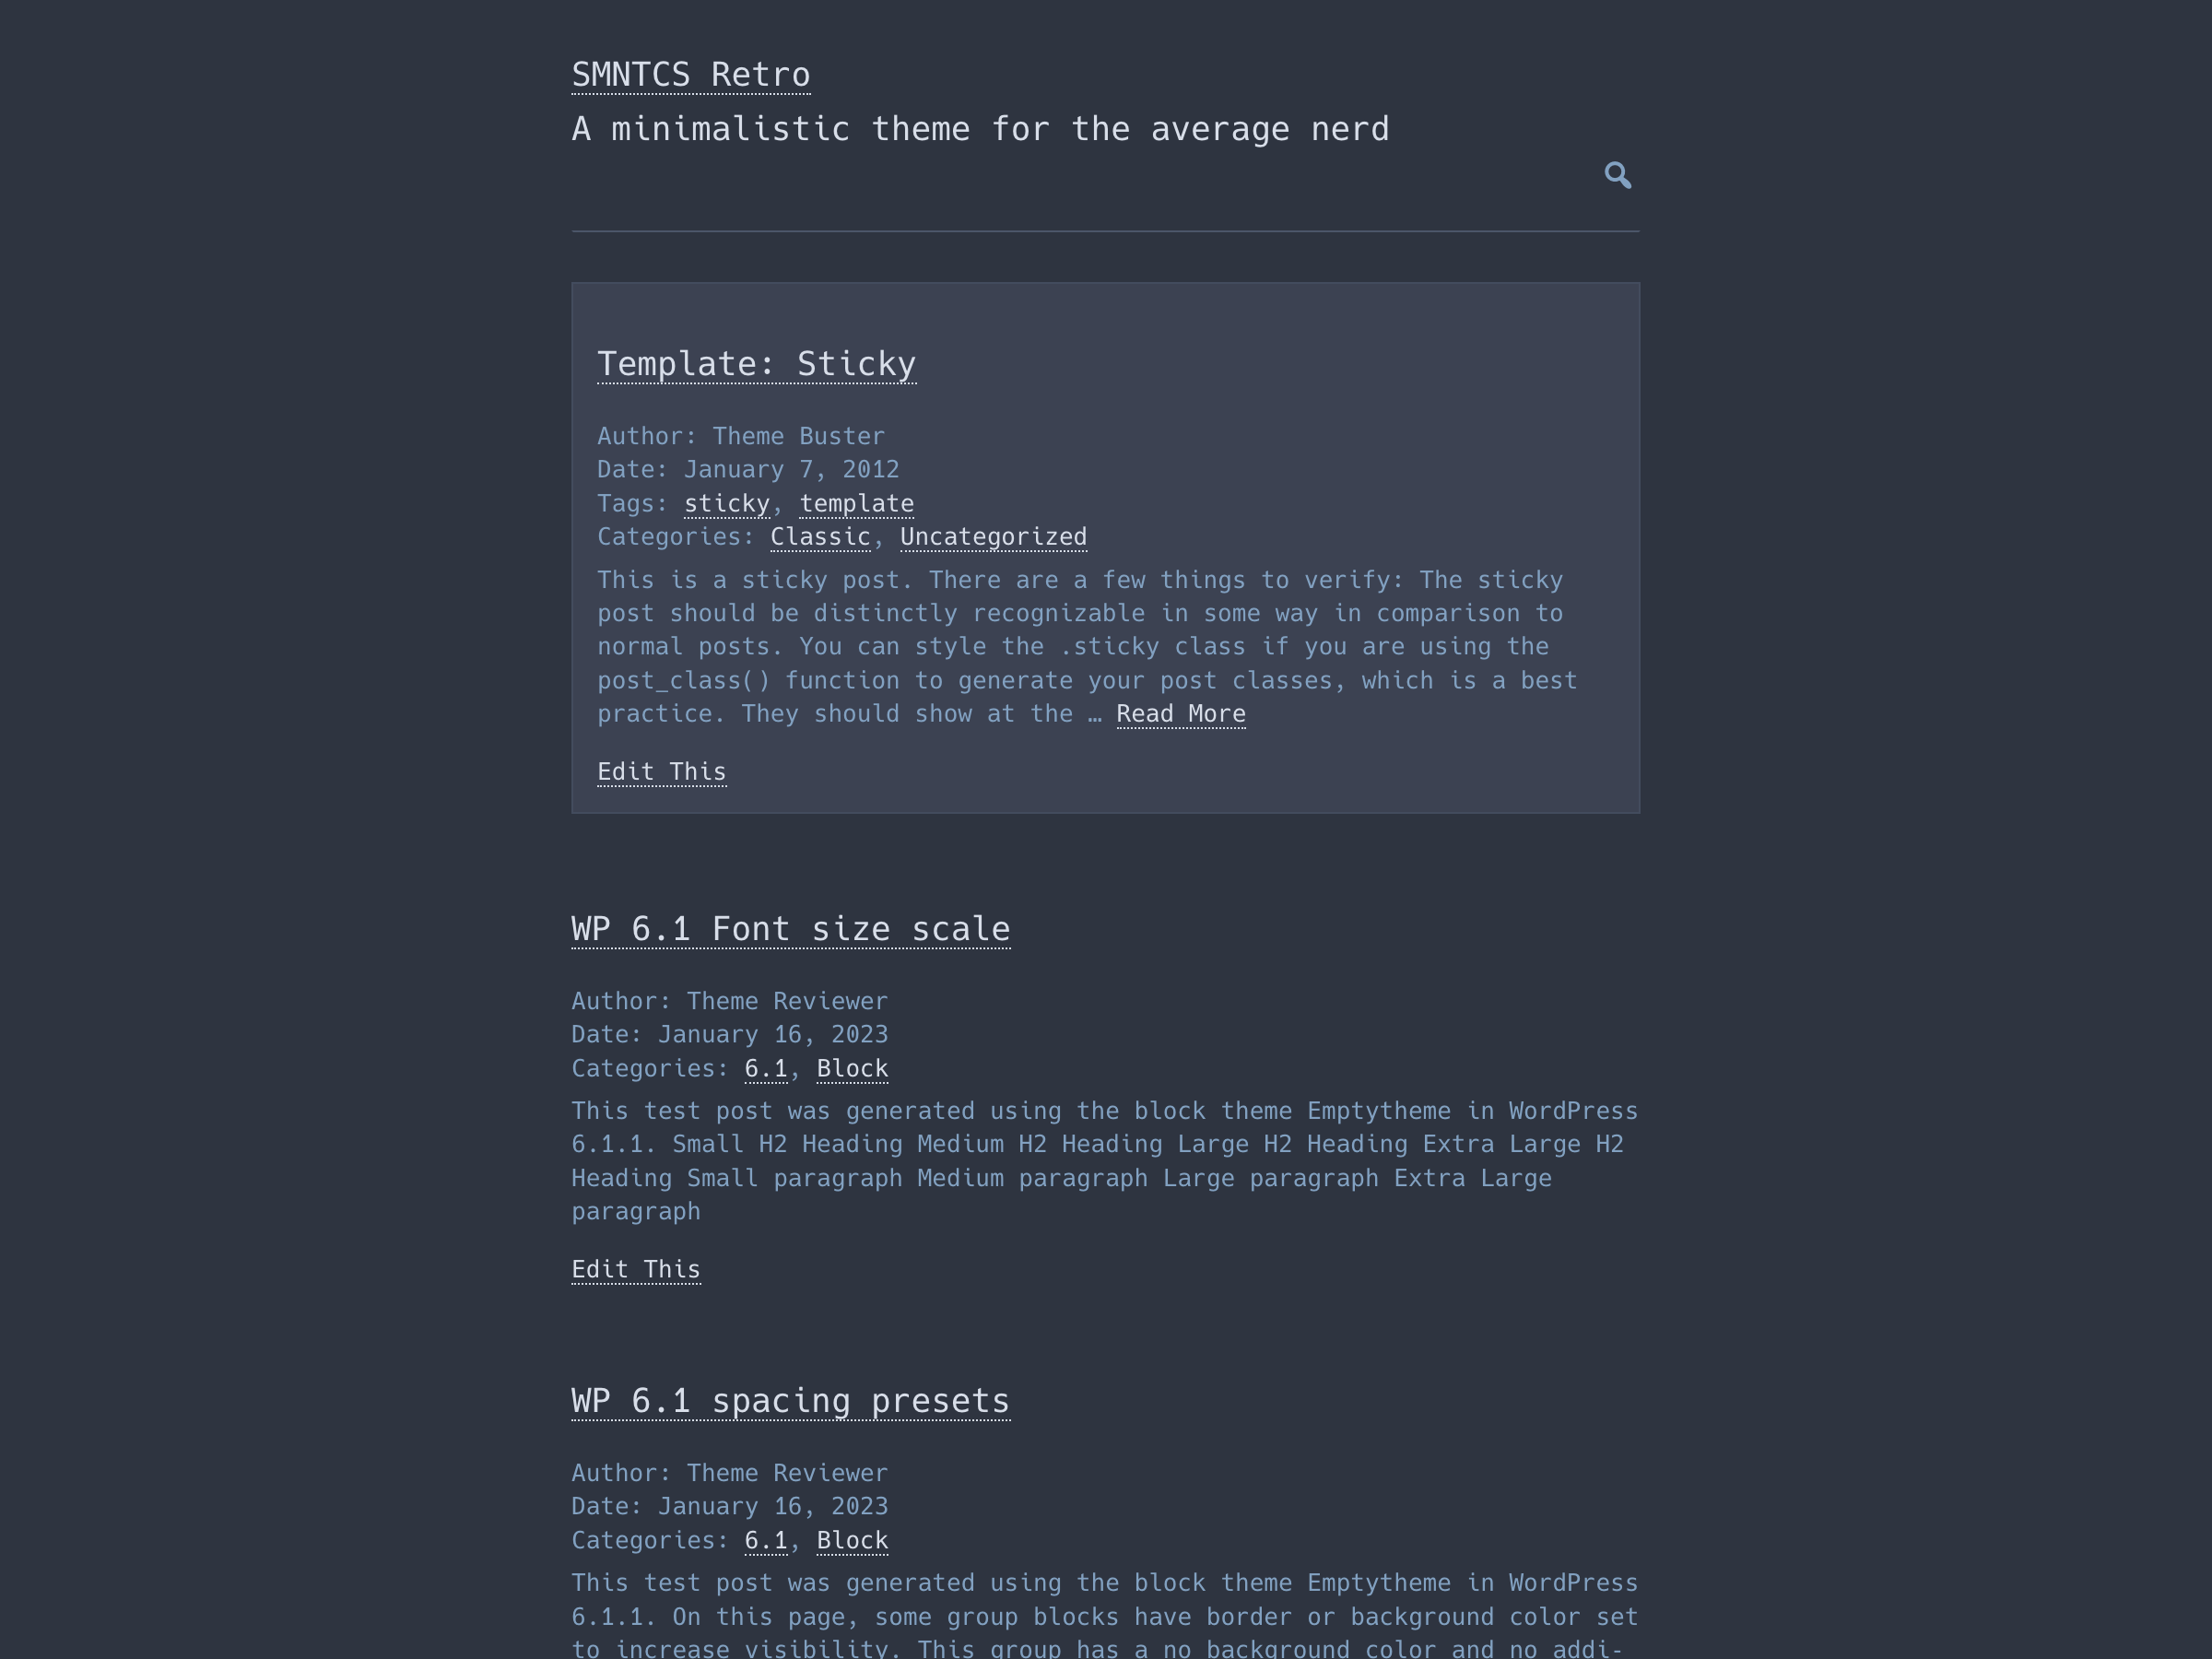 SMNTCS Retro
A minimalistic theme for the average nerd
Template: Sticky
Author: Theme Buster
Date: January 7, 2012
Tags: sticky, template
Categories: Classic, Uncategorized
This is a sticky post. There are a few things to verify: The sticky
post should be distinctly recognizable in some way in comparison to
normal posts. You can style the .sticky class if you are using the
post_class() function to generate your post classes, which is a best
practice. They should show at the … Read More
Edit This
WP 6.1 Font size scale
Author: Theme Reviewer
Date: January 16, 2023
Categories: 6.1, Block
This test post was generated using the block theme Emptytheme in WordPress
6.1.1. Small H2 Heading Medium H2 Heading Large H2 Heading Extra Large H2
Heading Small paragraph Medium paragraph Large paragraph Extra Large
paragraph
Edit This
WP 6.1 spacing presets
Author: Theme Reviewer
Date: January 16, 2023
Categories: 6.1, Block
This test post was generated using the block theme Emptytheme in WordPress
6.1.1. On this page, some group blocks have border or background color set
to increase visibility. This group has a no background color and no addi-